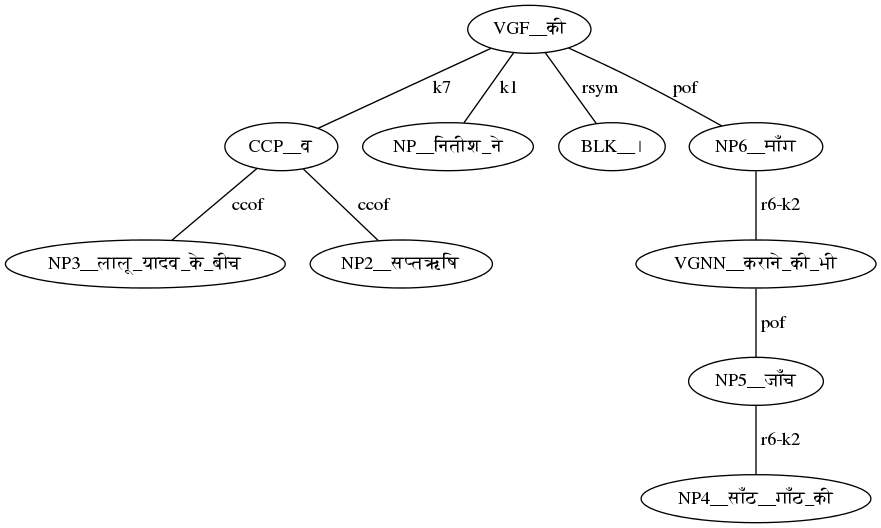 VGF__की
k7 k1 rsym pof
CCP__व NP__नितीश_ने BLK__। NP6__माँग
ccof ccof r6-k2
NP3__लालू_यादव_के_बीच NP2__सप्तऋषि VGNN__कराने_की_भी
pof
NP5__जाँच
r6-k2
NP4__साँठ__गाँठ_की